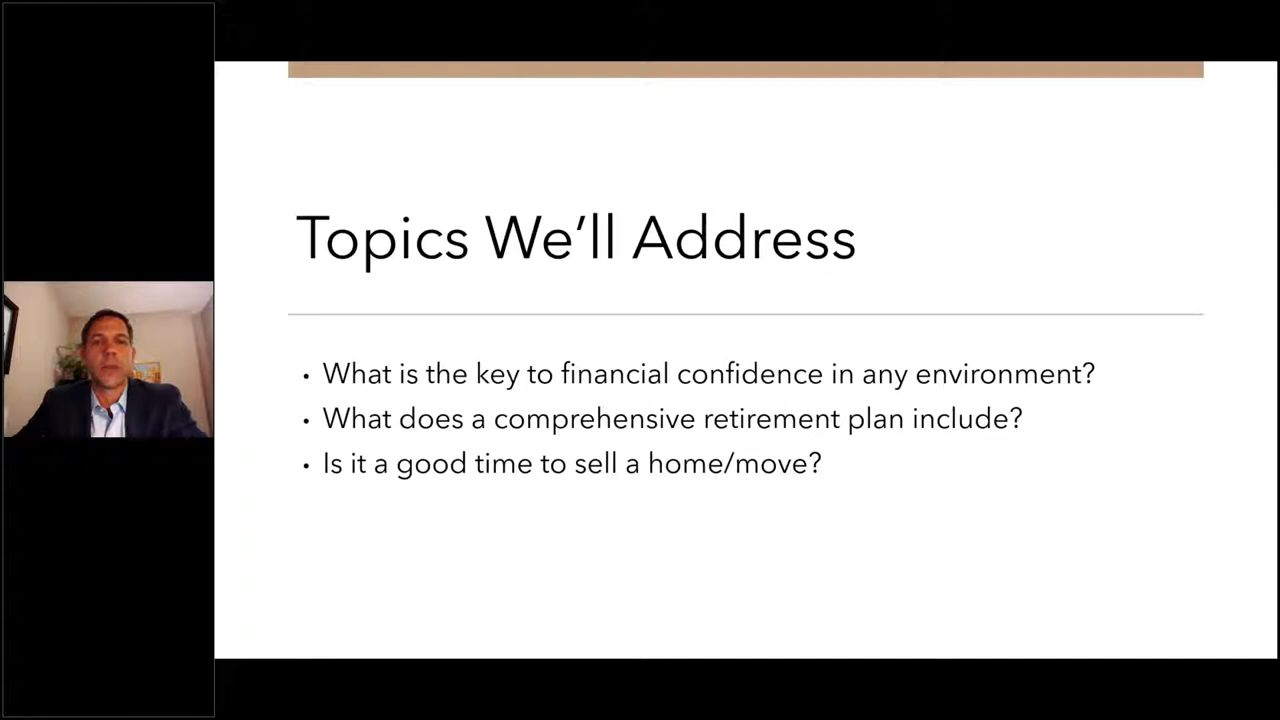 Topics We’ll Address
• What is the key to financial confidence in any environment?
• What does a comprehensive retirement plan include?
• Is it a good time to sell a home/move?